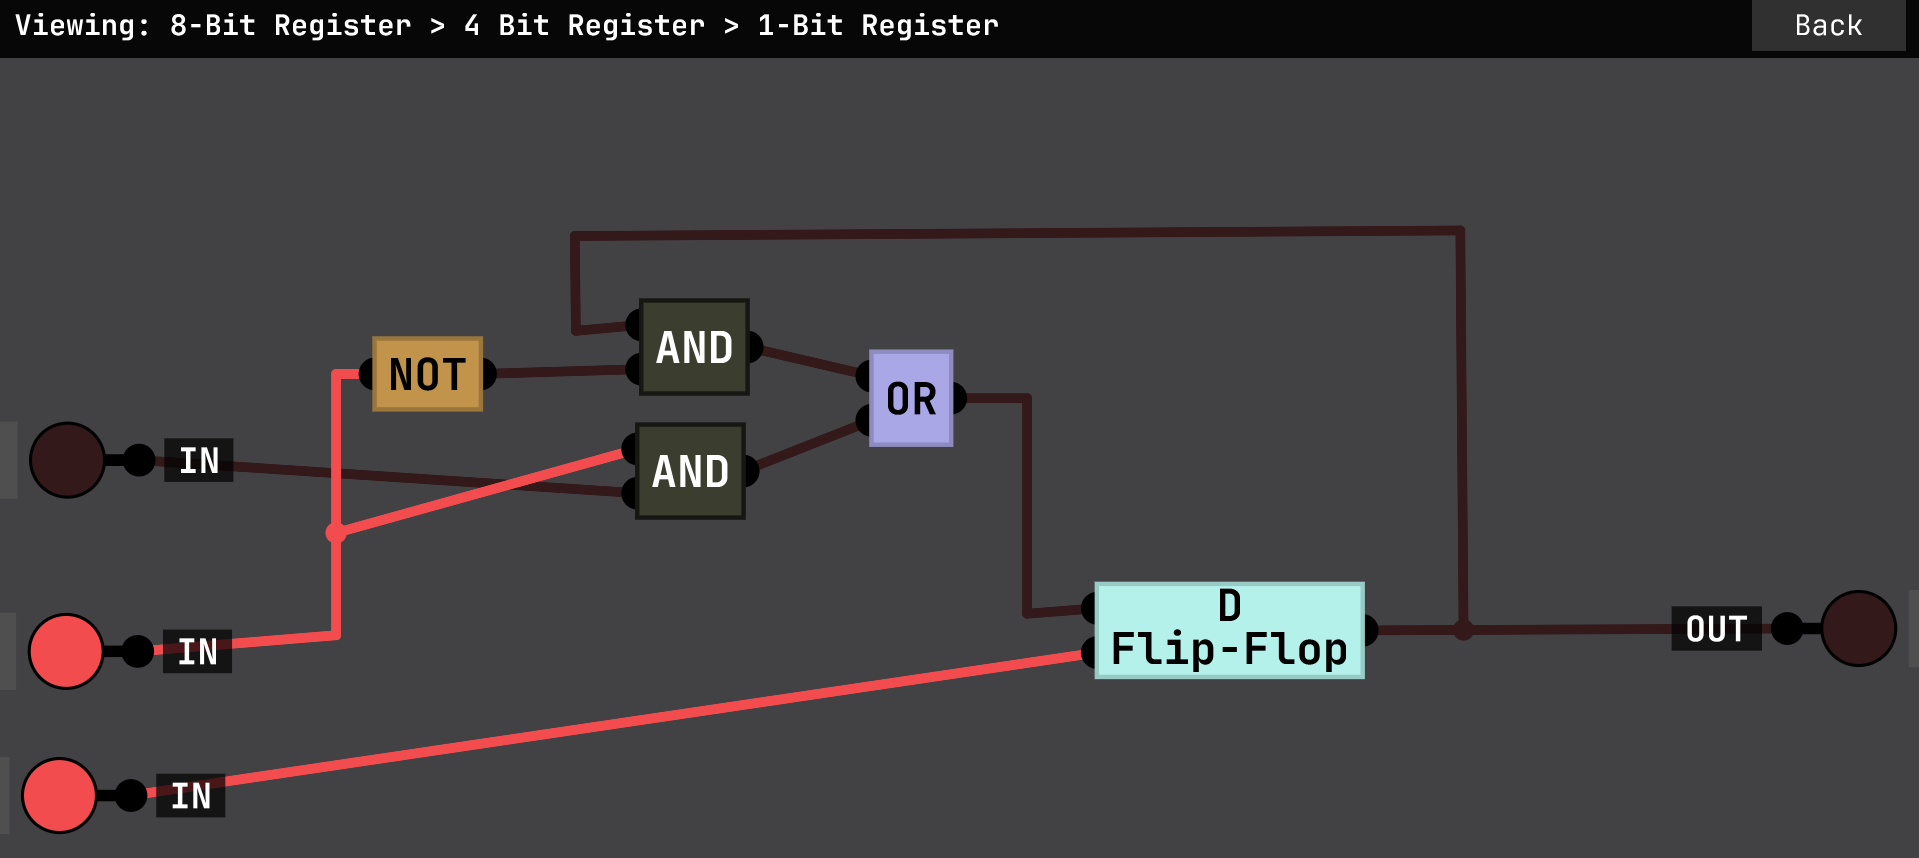 Viewing: 8-Bit Register > 4 Bit Register > 1-Bit Register
Back
AND
NOT
OR
IN
AND
D
Flip-Flop
OUT
IN
IN